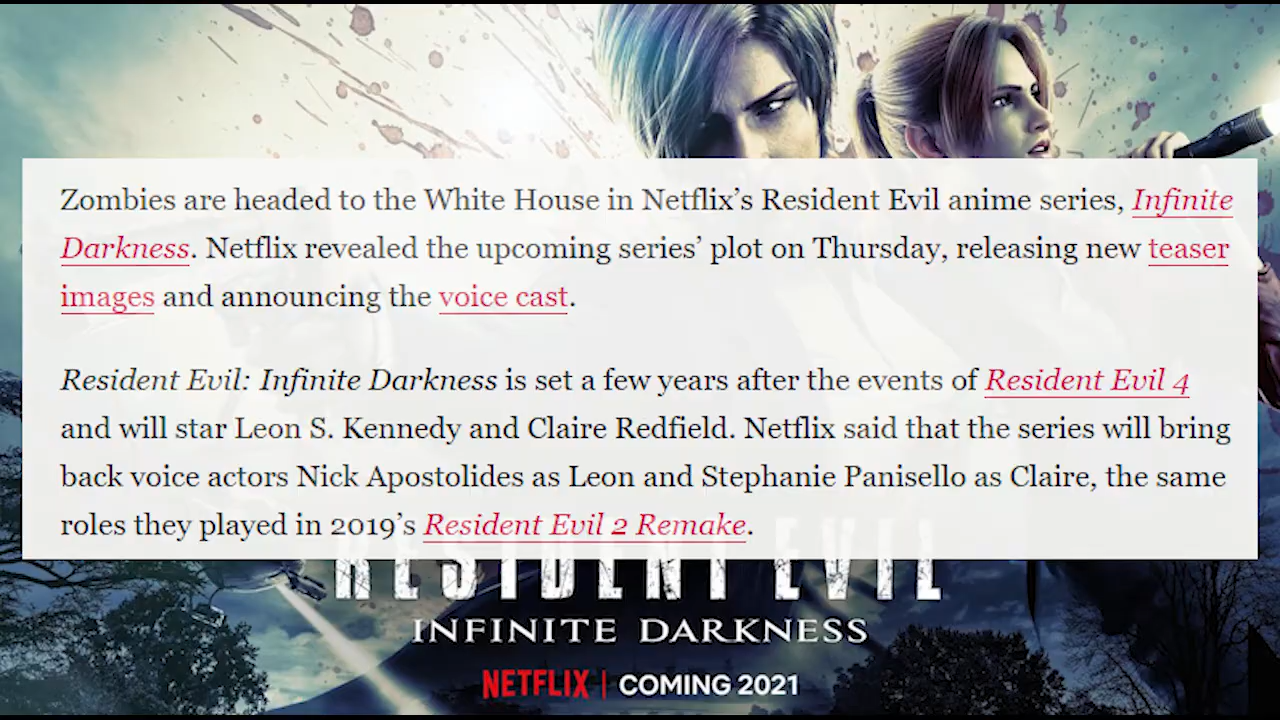 Zombies are headed to the White House in Netflix’s Resident Evil anime series, Infinite
Darkness. Netflix revealed the upcoming series’ plot on Thursday, releasing new teaser
images and announcing the voice cast.
Resident Evil: Infinite Darkness is set a few years after the events of Resident Evil 4
and will star Leon S. Kennedy and Claire Redfield. Netflix said that the series will bring
back voice actors Nick Apostolides as Leon and Stephanie Panisello as Claire, the same
roles they played in 2019’s Resident Evil 2 Remake.
RESIDENT EVIL
INFINITE DARKNESS
NETFLIX | COMING 2021